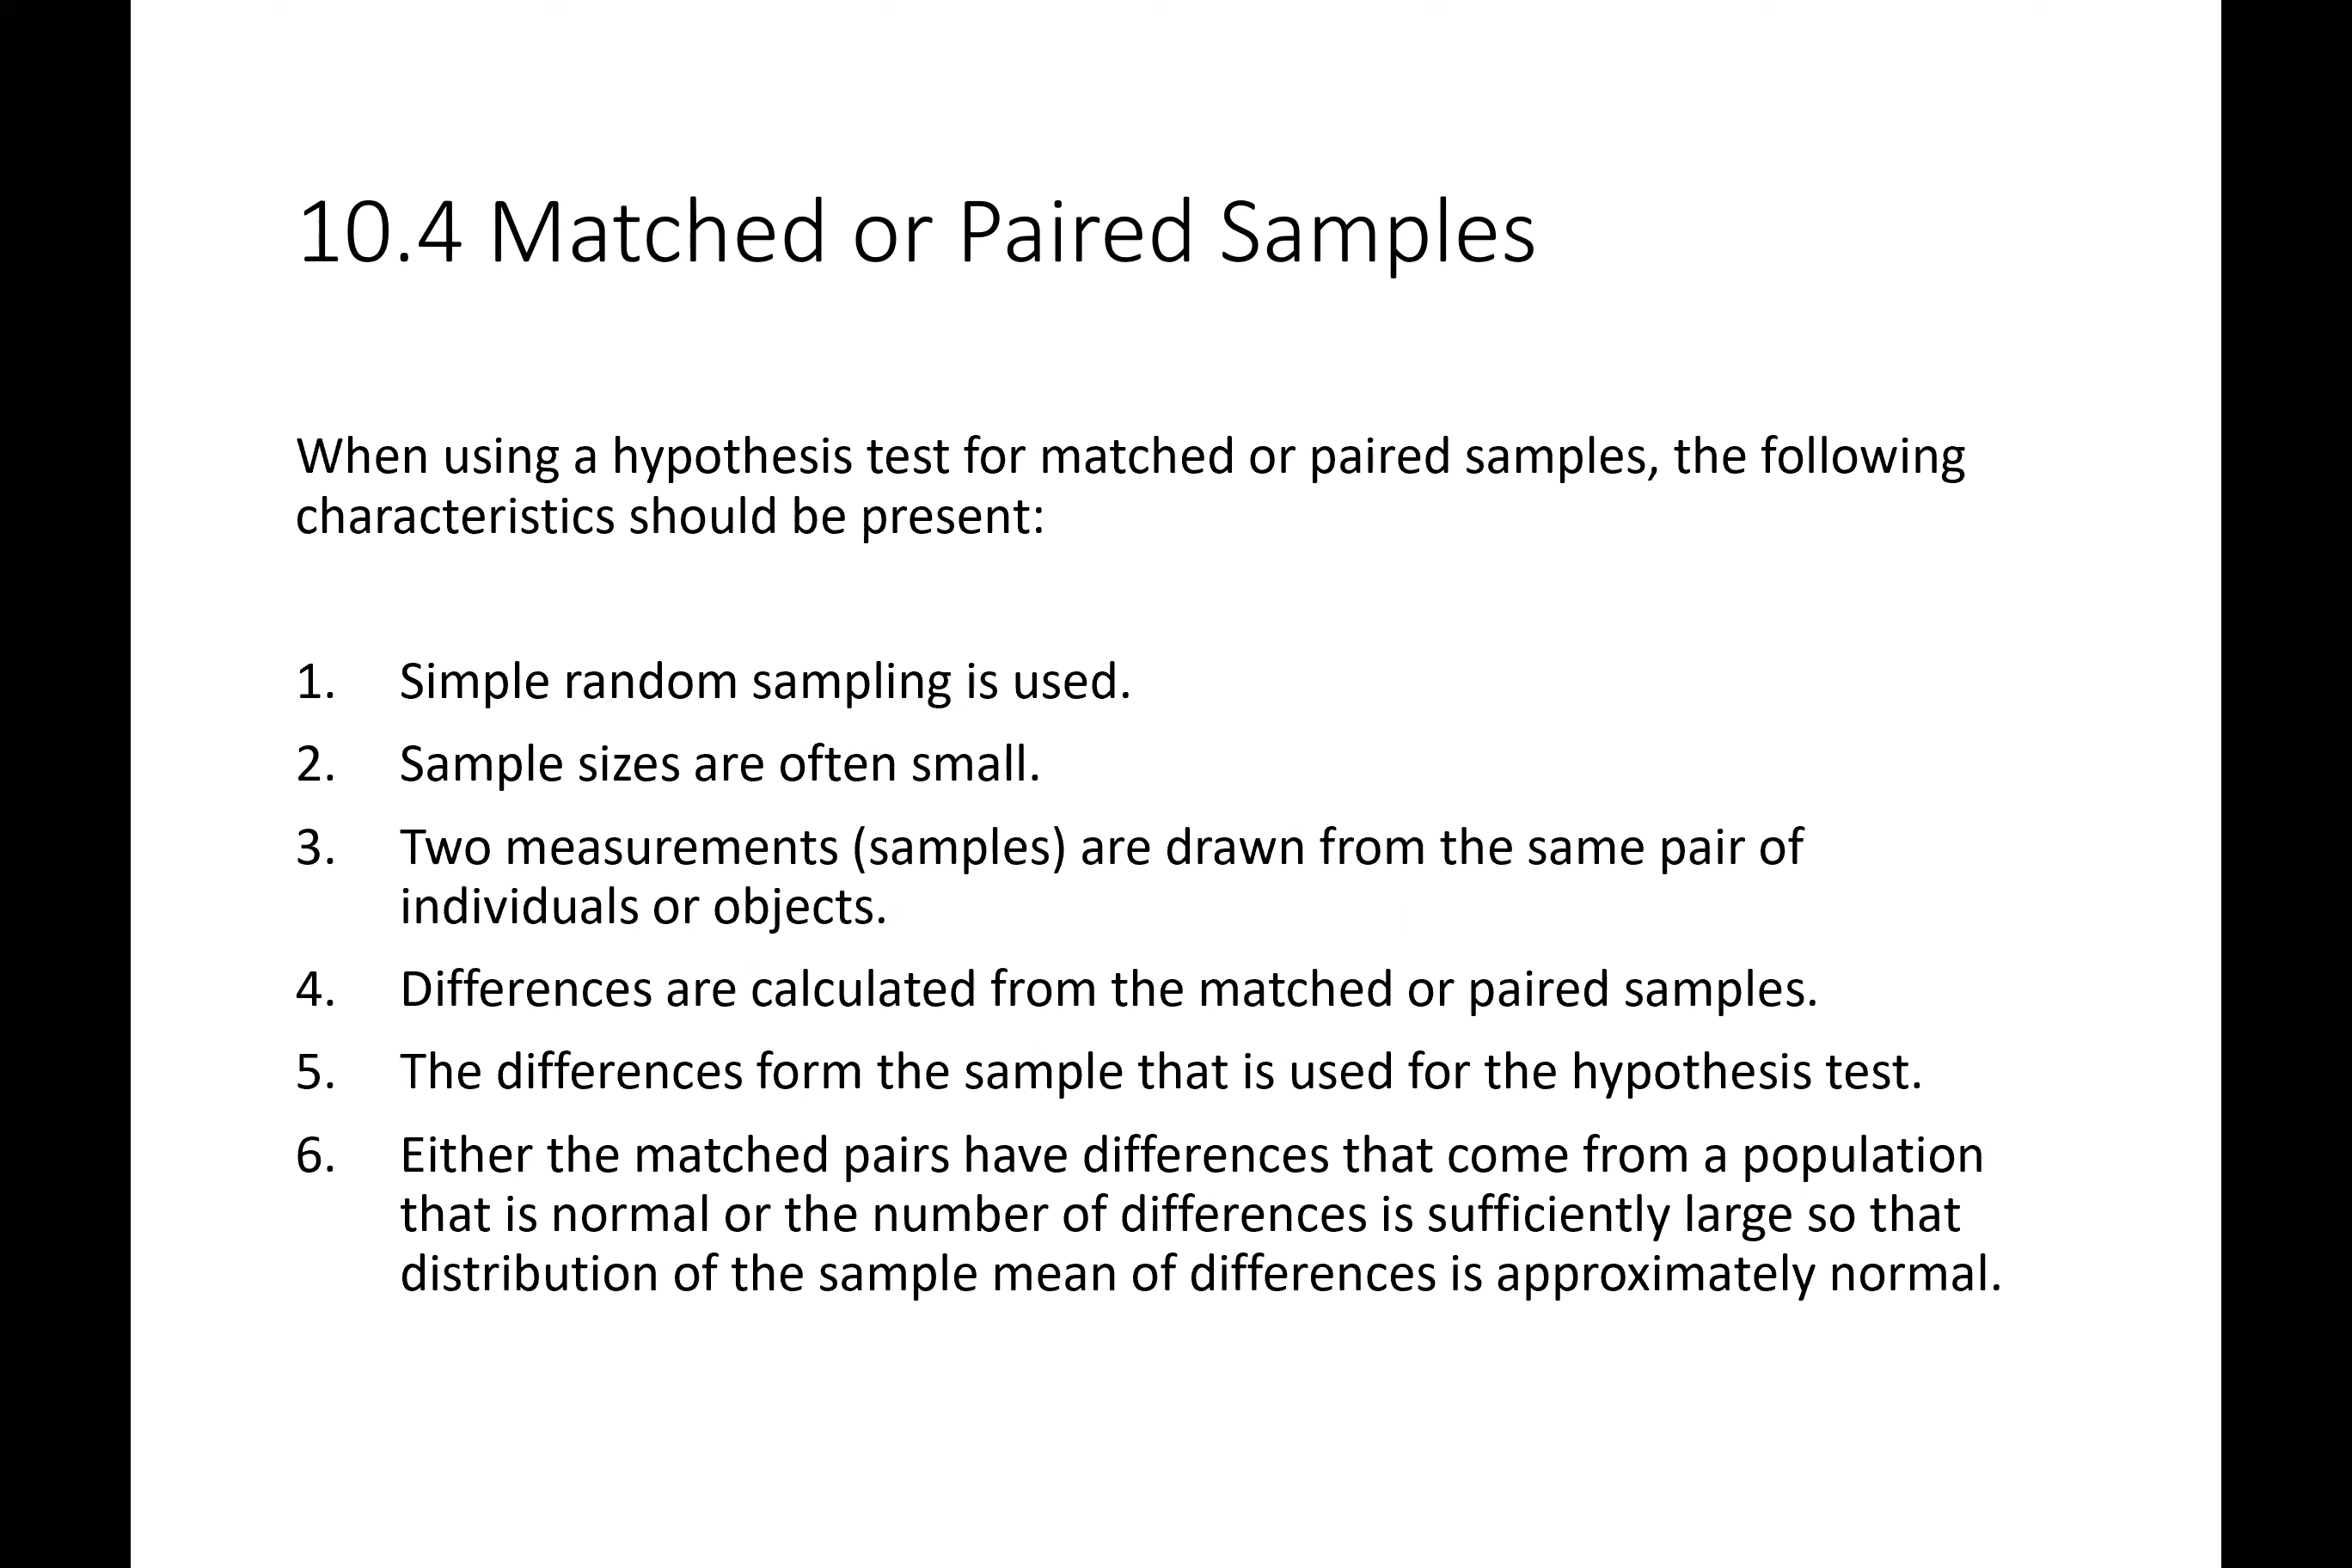 10.4 Matched or Paired Samples
When using a hypothesis test for matched or paired samples, the following
characteristics should be present:
1. Simple random sampling is used.
2. Sample sizes are often small.
3. Two measurements (samples) are drawn from the same pair of
individuals or objects.
4. Differences are calculated from the matched or paired samples.
5. The differences form the sample that is used for the hypothesis test.
6. Either the matched pairs have differences that come from a population
that is normal or the number of differences is sufficiently large so that
distribution of the sample mean of differences is approximately normal.